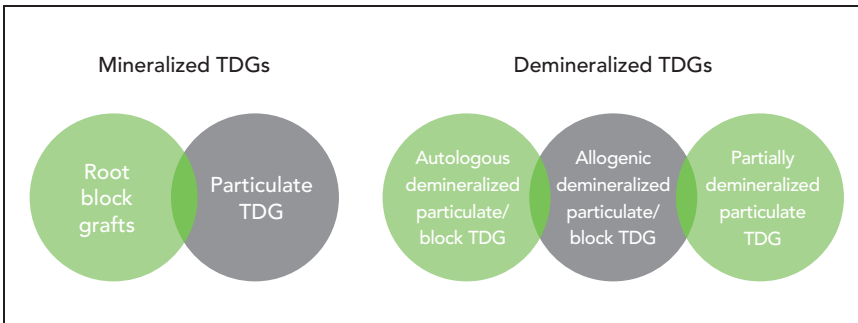 Mineralized TDGs
Demineralized TDGs
Root
block
grafts
Particulate
TDG
Autologous
demineralized
particulate/
block TDG
Allogenic
demineralized
particulate/
block TDG
Partially
demineralized
particulate
TDG